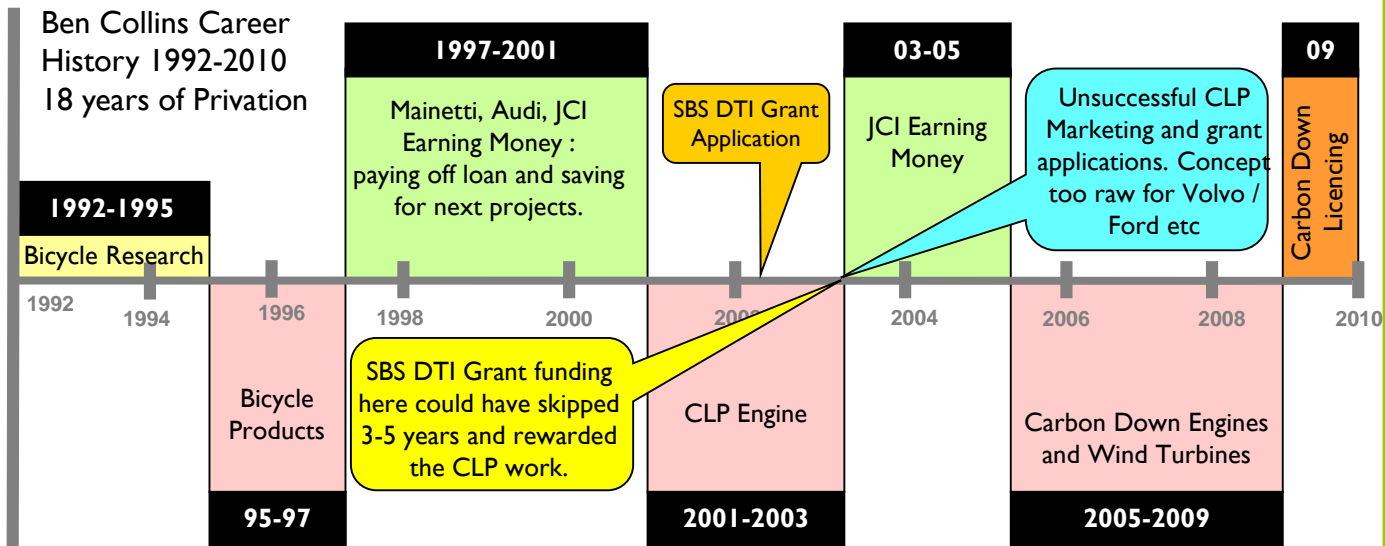 Ben Collins Career
History 1992-2010
18 years of Privation
1997-2001
Mainetti, Audi, JCI
Earning Money :
paying off loan and saving
for next projects.
SBS DTI Grant
Application
03-05
JCI Earning
Money
Unsuccessful CLP
Marketing and grant
applications. Concept
too raw for Volvo /
Ford etc
09
Carbon Down
Licencing
1992-1995
Bicycle Research
1992
1994
1996
1998
2000
2004
2006
2008
2010
Bicycle
Products
SBS DTI Grant funding
here could have skipped
3-5 years and rewarded
the CLP work.
CLP Engine
Carbon Down Engines
and Wind Turbines
95-97
2001-2003
2005-2009